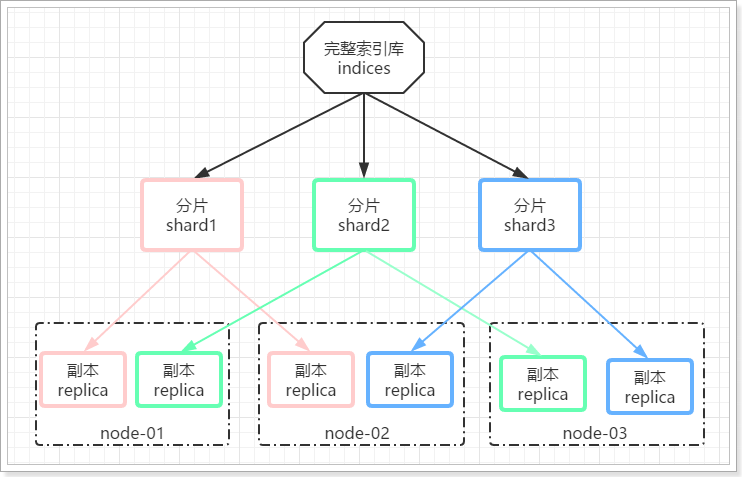 完整索引库
indices
分片
shard1
分片
shard2
分片
shard3
副本
replica
副本
replica
副本
replica
副本
replica
副本
replica
副本
replica
node-01
node-02
node-03